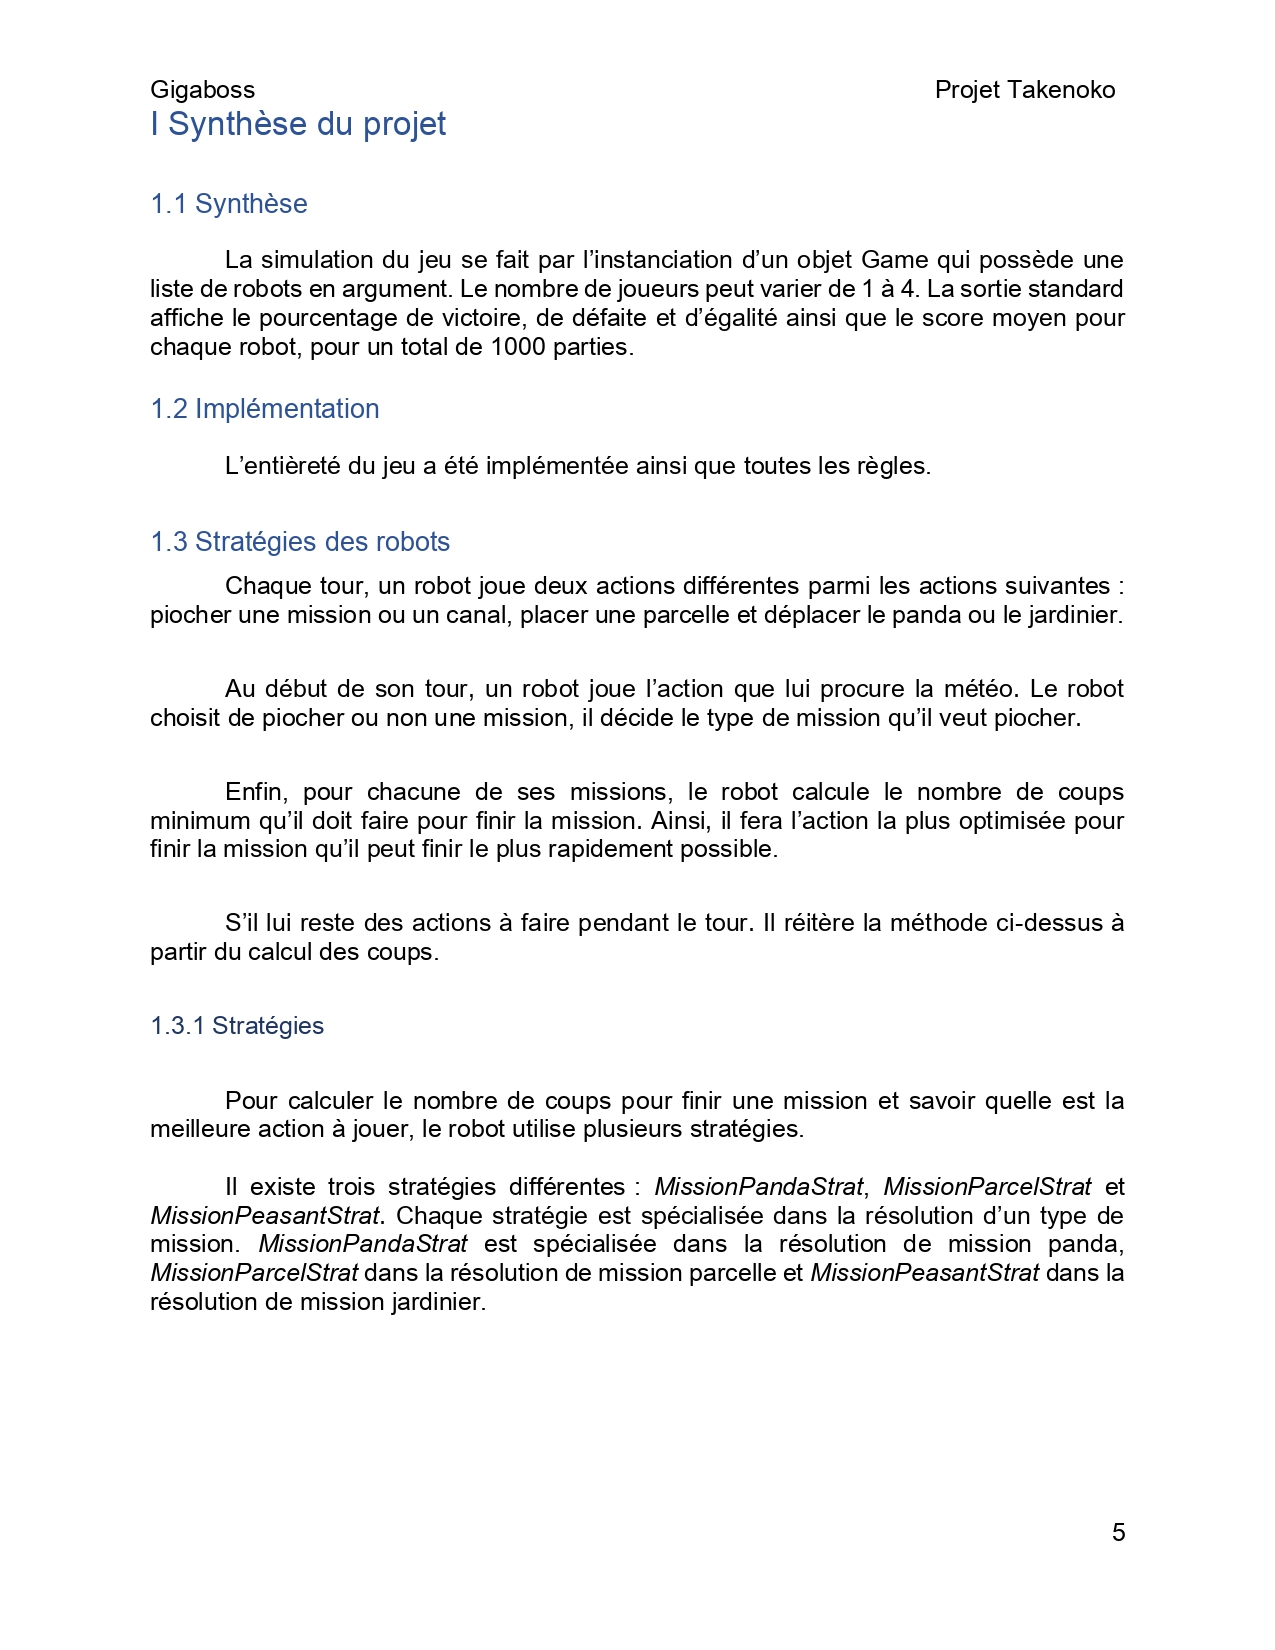 Gigaboss Projet Takenoko
I Synthèse du projet
1.1 Synthèse
La simulation du jeu se fait par l’instanciation d’un objet Game qui possède une
liste de robots en argument. Le nombre de joueurs peut varier de 1 à 4. La sortie standard
affiche le pourcentage de victoire, de défaite et d’égalité ainsi que le score moyen pour
chaque robot, pour un total de 1000 parties.
1.2 Implémentation
L’entièreté du jeu a été implémentée ainsi que toutes les règles.
1.3 Stratégies des robots
Chaque tour, un robot joue deux actions différentes parmi les actions suivantes :
piocher une mission ou un canal, placer une parcelle et déplacer le panda ou le jardinier.
Au début de son tour, un robot joue l’action que lui procure la météo. Le robot
choisit de piocher ou non une mission, il décide le type de mission qu’il veut piocher.
Enfin, pour chacune de ses missions, le robot calcule le nombre de coups
minimum qu’il doit faire pour finir la mission. Ainsi, il fera l’action la plus optimisée pour
finir la mission qu’il peut finir le plus rapidement possible.
S’il lui reste des actions à faire pendant le tour. Il réitère la méthode ci-dessus à
partir du calcul des coups.
1.3.1 Stratégies
Pour calculer le nombre de coups pour finir une mission et savoir quelle est la
meilleure action à jouer, le robot utilise plusieurs stratégies.
Il existe trois stratégies différentes : MissionPandaStrat, MissionParcelStrat et
MissionPeasantStrat. Chaque stratégie est spécialisée dans la résolution d’un type de
mission. MissionPandaStrat est spécialisée dans la résolution de mission panda,
MissionParcelStrat dans la résolution de mission parcelle et MissionPeasantStrat dans la
résolution de mission jardinier.
5